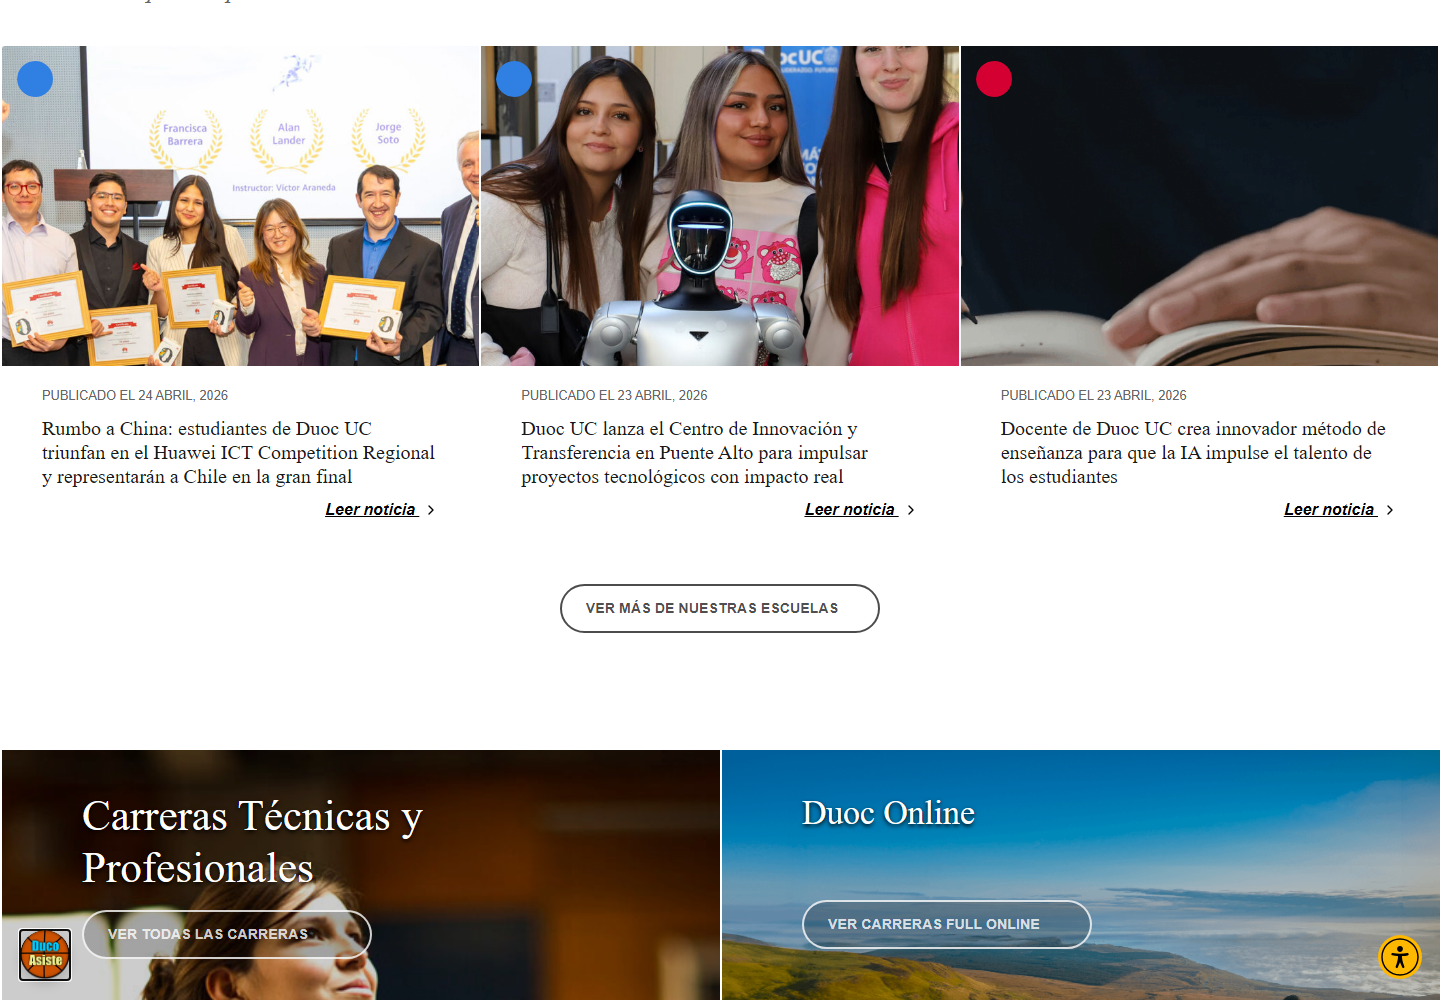 Francisca
Barrera
Alan
Lander
Jorge
Soto
Instructor: Victor Araneda
DuocUC
PUBLICADO EL 24 ABRIL, 2026
Rumbo a China: estudiantes de Duoc UC
triunfan en el Huawei ICT Competition Regional
y representarán a Chile en la gran final
Leer noticia
PUBLICADO EL 23 ABRIL, 2026
Duoc UC lanza el Centro de Innovación y
Transferencia en Puente Alto para impulsar
proyectos tecnológicos con impacto real
Leer noticia
PUBLICADO EL 23 ABRIL, 2026
Docente de Duoc UC crea innovador método de
enseñanza para que la IA impulse el talento de
los estudiantes
Leer noticia
VER MÁS DE NUESTRAS ESCUELAS
Carreras Técnicas y
Profesionales
VER TODAS LAS CARRERAS
Duoc Online
VER CARRERAS FULL ONLINE
Duco
Asiste